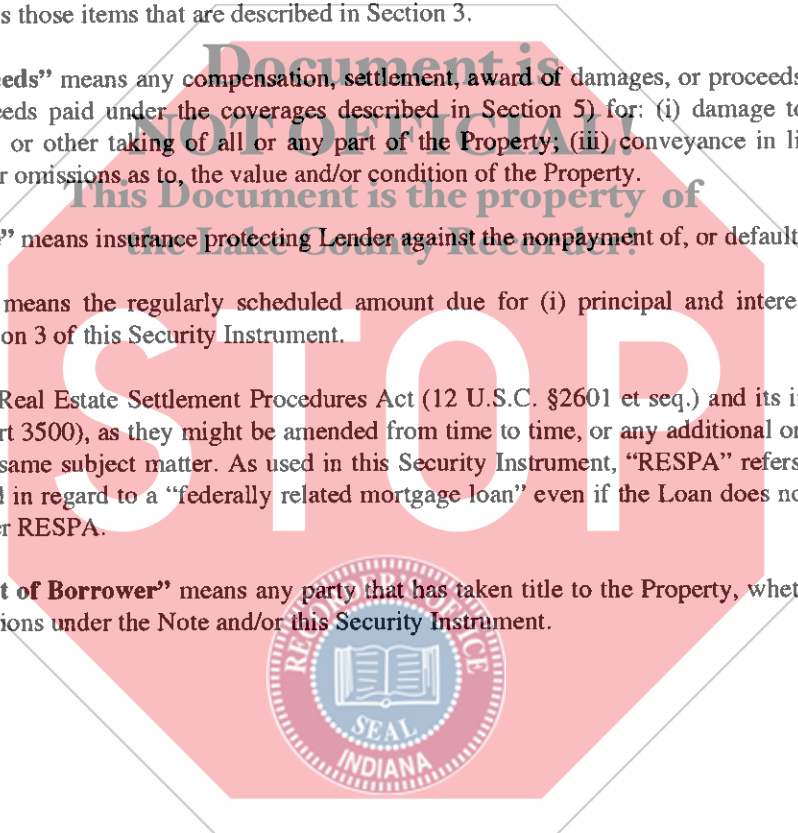 s those items that are described in Section 3.
Document is
eeds” means any compensation, settlement, award of damages, or proceeds
eeds paid under the coverages described in Section 5) for: (i) damage to
NOT OFFICIAL!
or other taking of all or any part of the Property; (iii) conveyance in li
r omissions as to, the value and/or condition of the Property.
This Document is the property of
” means insurance protecting Lender against the nonpayment of, or default
the Lake County Recorder!
means the regularly scheduled amount due for (i) principal and intere
on 3 of this Security Instrument.
STOP
Real Estate Settlement Procedures Act (12 U.S.C. §2601 et seq.) and its i
rt 3500), as they might be amended from time to time, or any additional or
same subject matter. As used in this Security Instrument, “RESPA” refers
in regard to a “federally related mortgage loan” even if the Loan does no
r RESPA.
t of Borrower” means any party that has taken title to the Property, whet
ions under the Note and/or this Security Instrument.
RECORDER'S OFFICE
SEAL
INDIANA